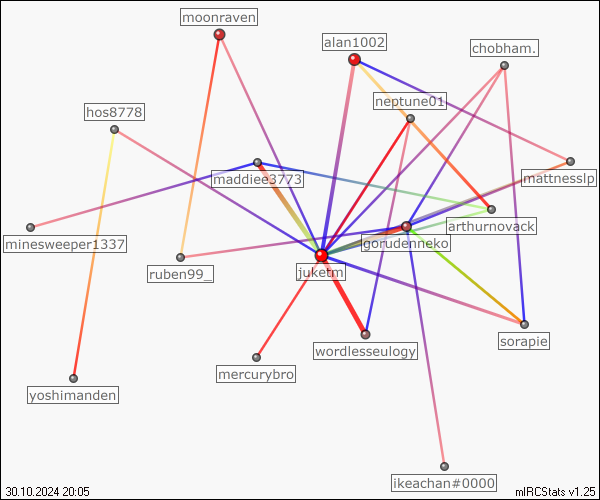 moonraven
alan1002
chobham.
neptune01
hos8778
maddiee3773
mattnesslp
arthurnovack
minesweeper1337
gorudenneko
ruben99_
juketm
sorapie
wordlesseulogy
mercurybro
yoshimanden
ikeachan#0000
30.10.2024 20:05
mIRCStats v1.25